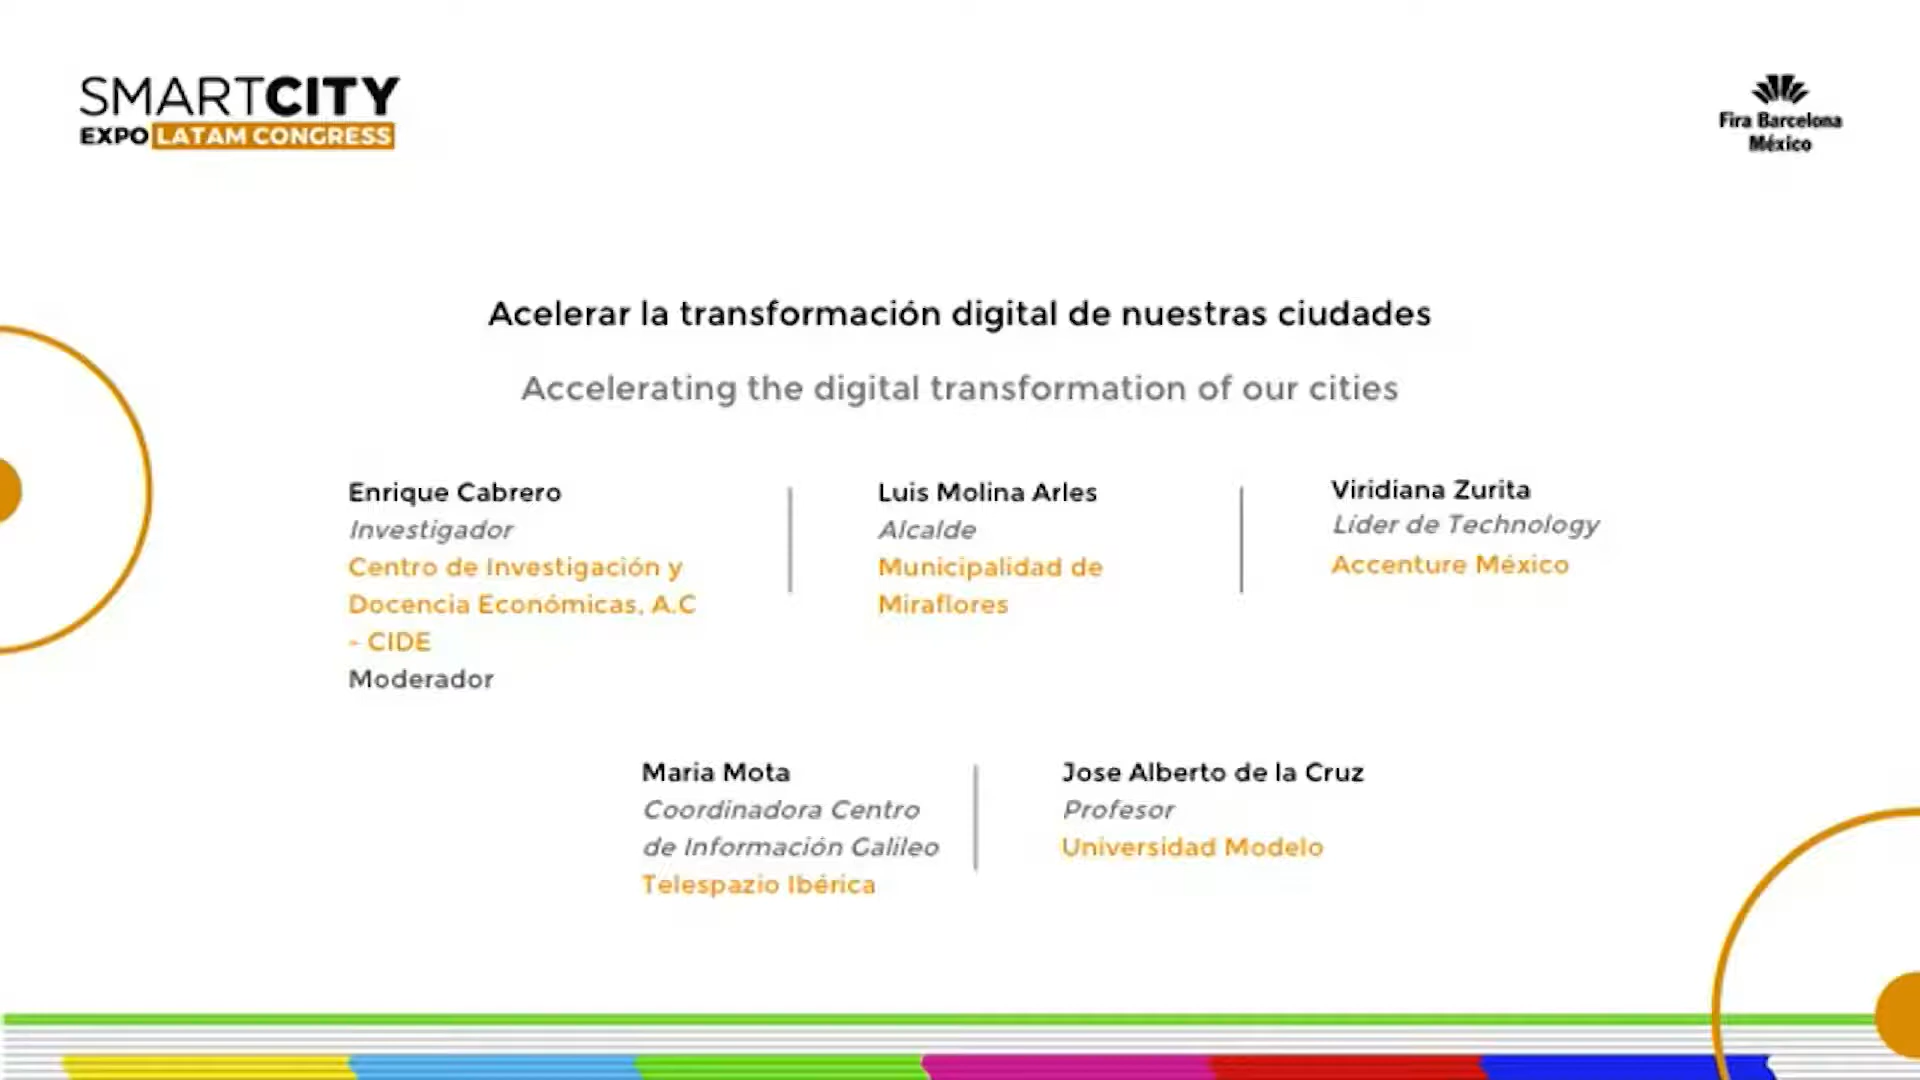 SMARTCITY
EXPO LATAM CONGRESS
Fira Barcelona
México
Acelerar la transformación digital de nuestras ciudades
Accelerating the digital transformation of our cities
Enrique Cabrero
Investigador
Centro de Investigación y
Docencia Económicas, A.C
- CIDE
Moderador
Luis Molina Arles
Alcalde
Municipalidad de
Miraflores
Viridiana Zurita
Líder de Technology
Accenture México
Maria Mota
Coordinadora Centro
de Información Galileo
Telespazio Ibérica
Jose Alberto de la Cruz
Profesor
Universidad Modelo